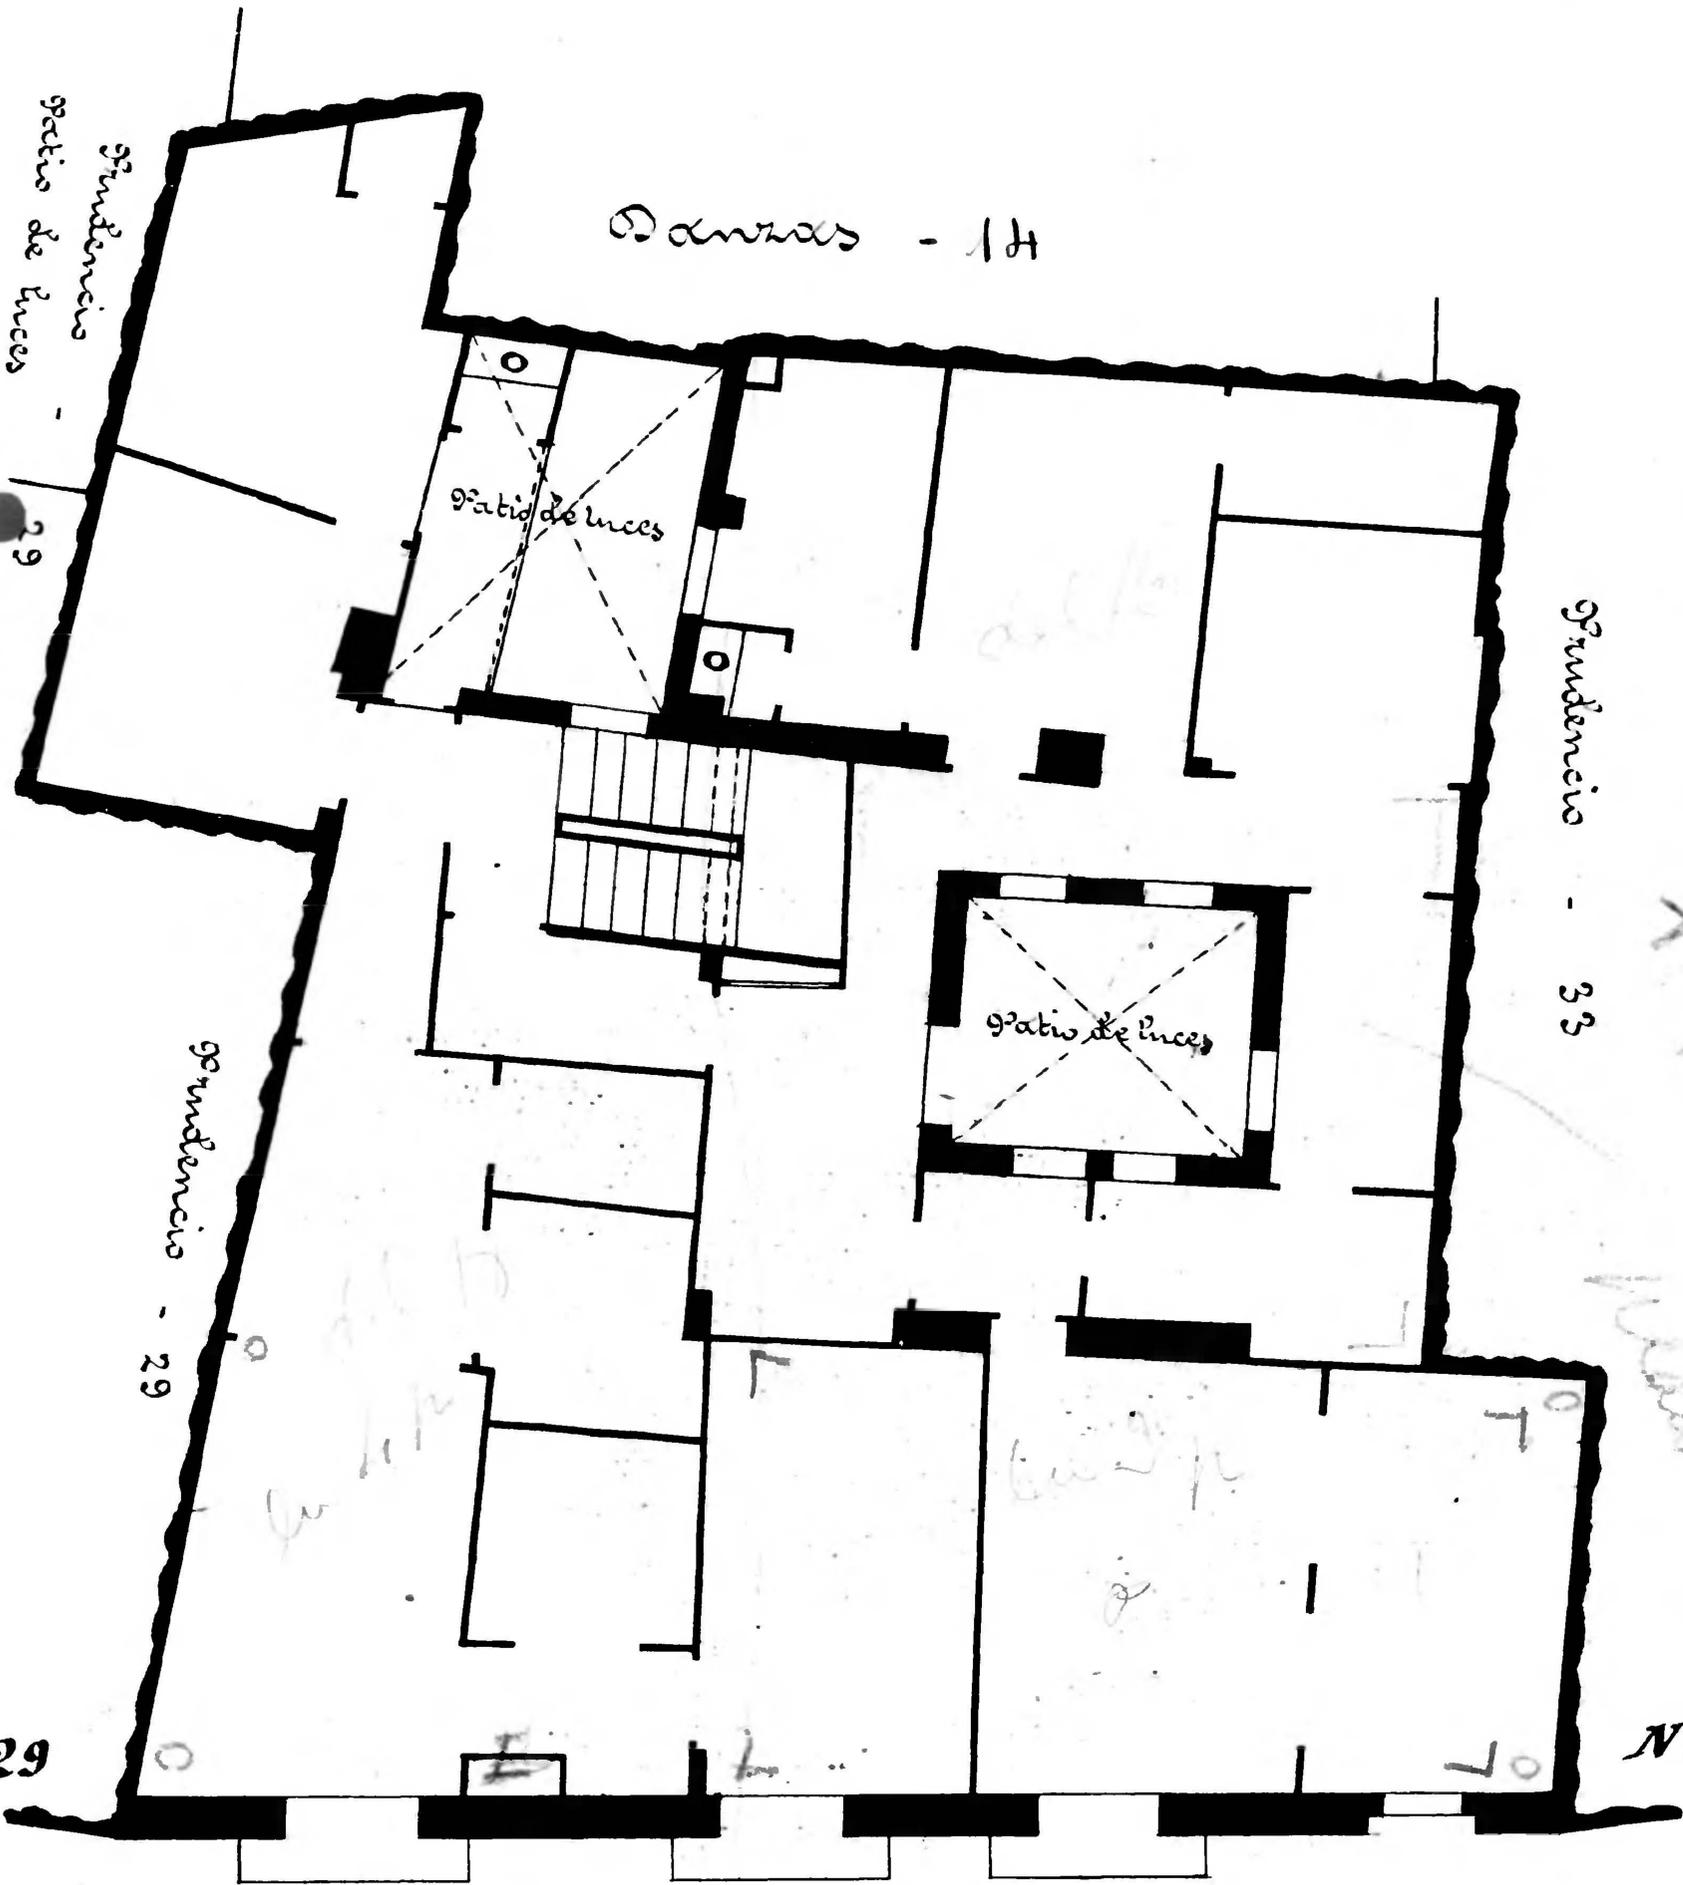 Danzas - 14
Prudencio
Patio de luces - 29
Patio de luces
Prudencio - 33
Patio de luces
Prudencio - 29
29
N